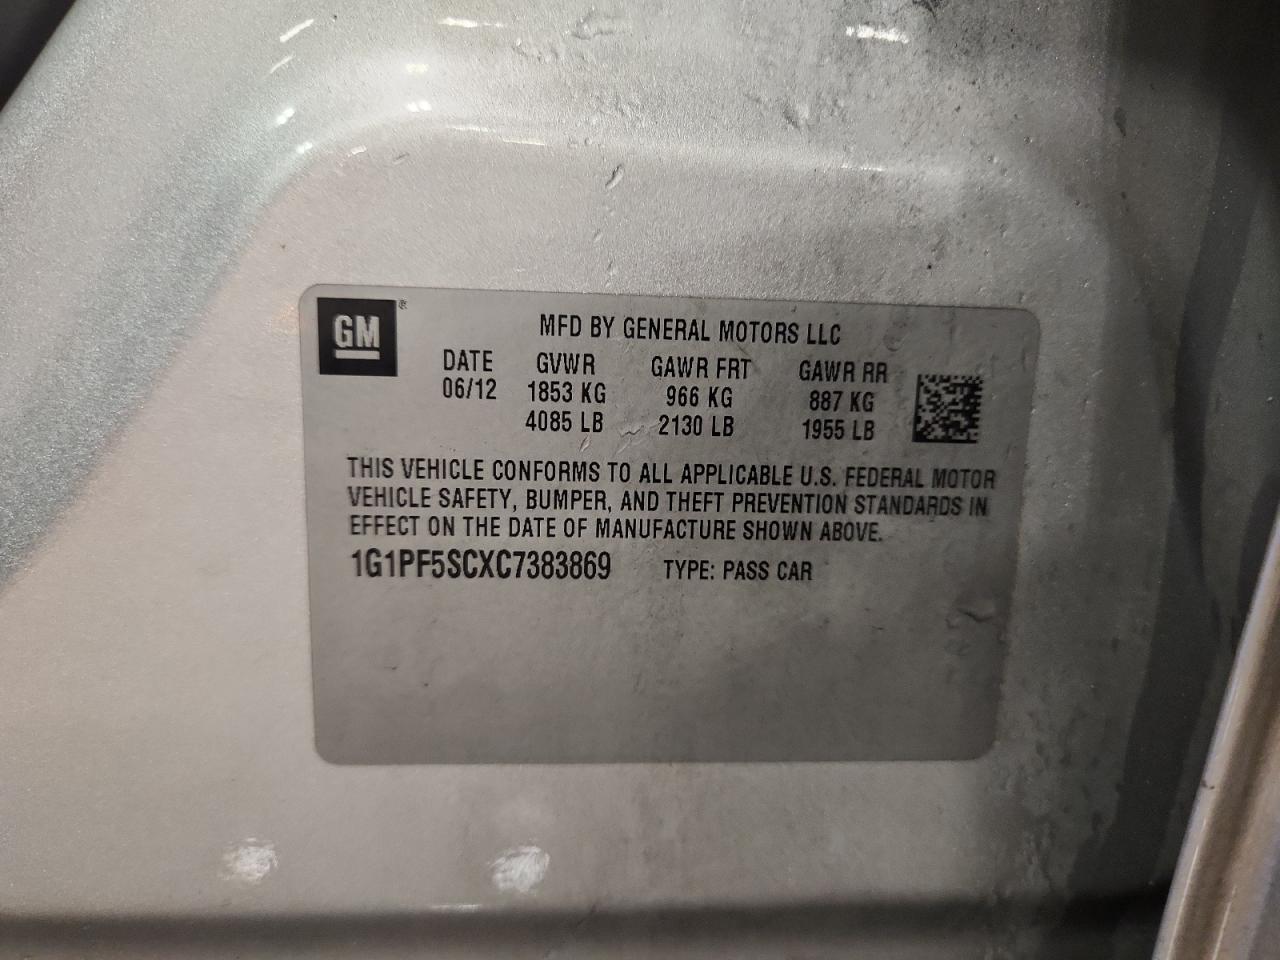 GM®
MFD BY GENERAL MOTORS LLC
DATE GVWR GAWR FRT GAWR RR
06/12 1853 KG 966 KG 887 KG
4085 LB 2130 LB 1955 LB
THIS VEHICLE CONFORMS TO ALL APPLICABLE U.S. FEDERAL MOTOR
VEHICLE SAFETY, BUMPER, AND THEFT PREVENTION STANDARDS IN
EFFECT ON THE DATE OF MANUFACTURE SHOWN ABOVE.
1G1PF5SCXC7383869 TYPE: PASS CAR